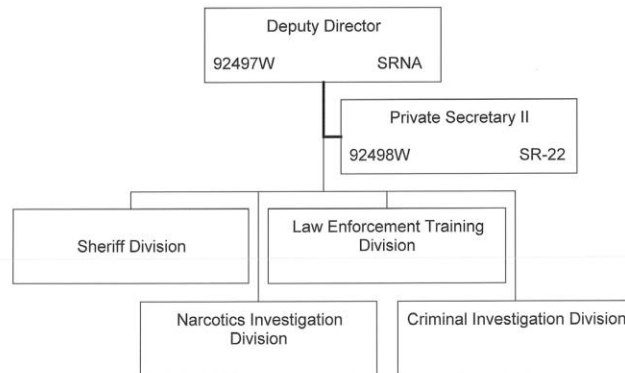 Deputy Director
92497W SRNA
Private Secretary II
92498W SR-22
Sheriff Division
Law Enforcement Training
Division
Narcotics Investigation
Division
Criminal Investigation Division